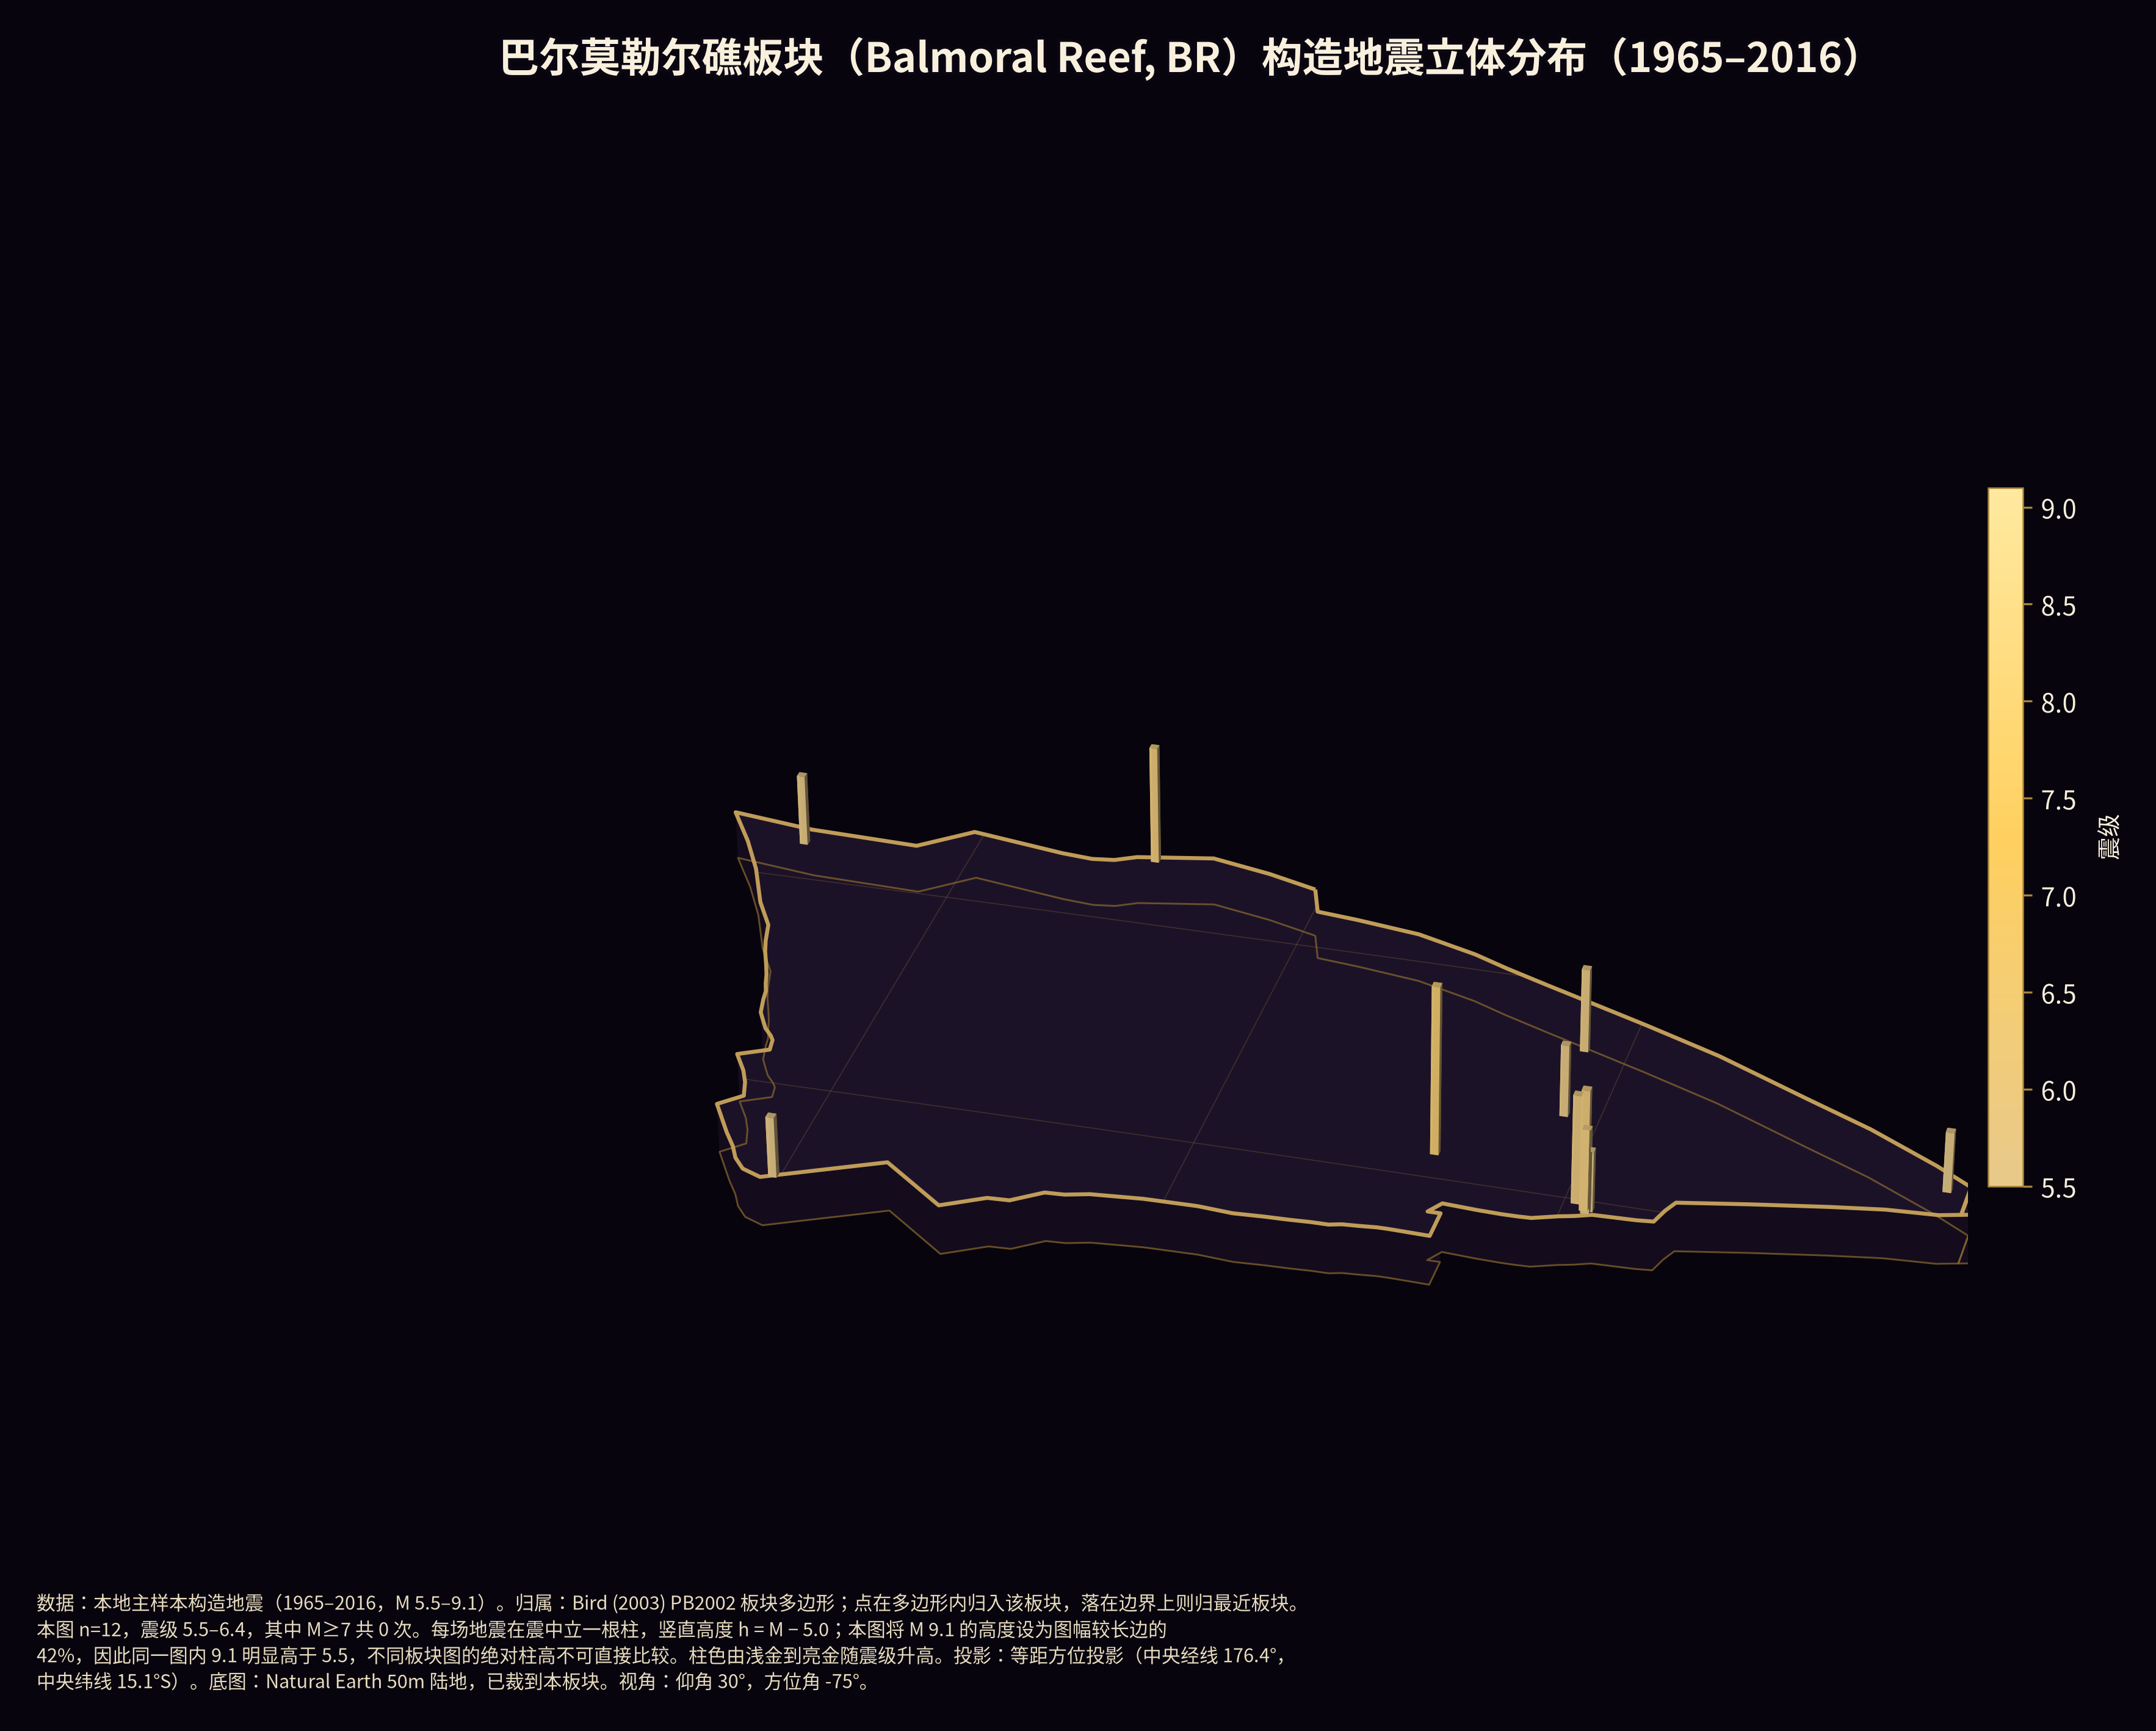 巴尔莫勒尔礁板块（Balmoral Reef, BR）构造地震立体分布（1965–2016）
9.0
8.5
8.0
7.5
7.0
6.5
6.0
5.5
震级
数据：本地主样本构造地震（1965–2016，M 5.5–9.1）。归属：Bird (2003) PB2002 板块多边形；点在多边形内归入该板块，落在边界上则归最近板块。
本图 n=12，震级 5.5–6.4，其中 M≥7 共 0 次。每场地震在震中立一根柱，竖直高度 h = M − 5.0；本图将 M 9.1 的高度设为图幅较长边的
42%，因此同一图内 9.1 明显高于 5.5，不同板块图的绝对柱高不可直接比较。柱色由浅金到亮金随震级升高。投影：等距方位投影（中央经线 176.4°，
中央纬线 15.1°S）。底图：Natural Earth 50m 陆地，已裁到本板块。视角：仰角 30°，方位角 -75°。